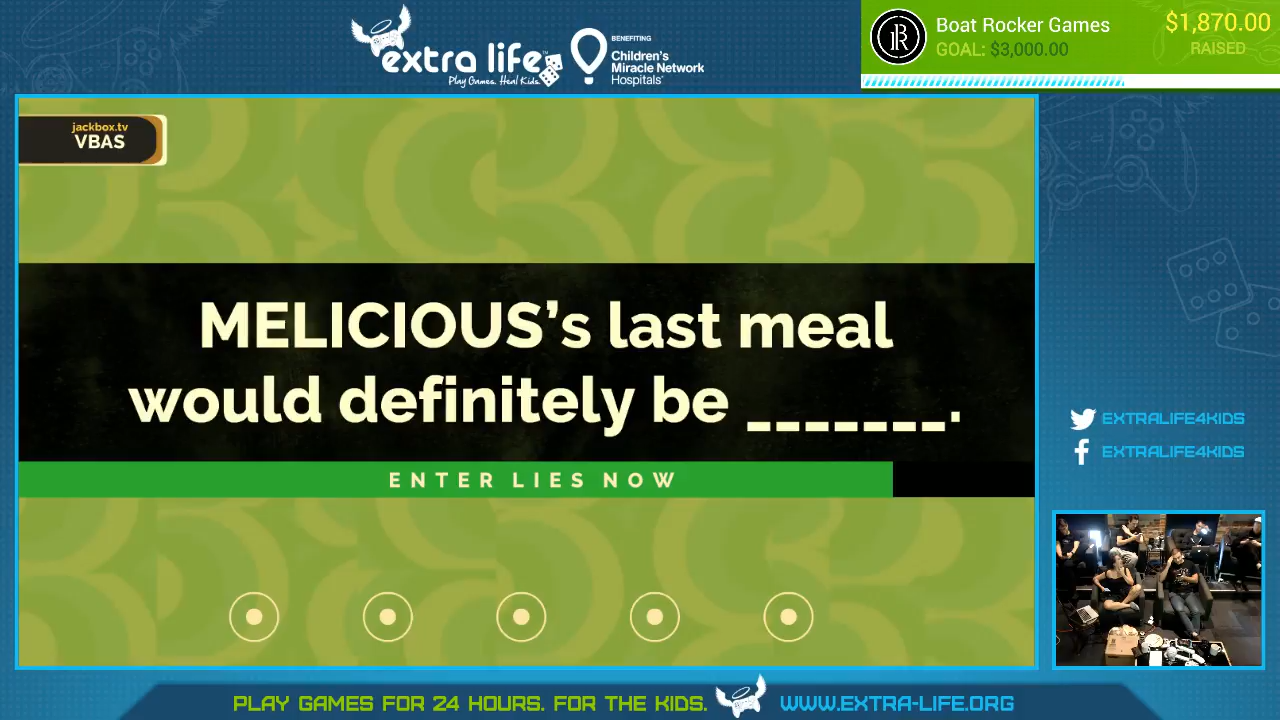 extra life
Play Games. Heal Kids.
BENEFITING
Children's
Miracle Network
Hospitals
Boat Rocker Games
GOAL: $3,000.00
$1,870.00
RAISED
jackbox.tv
VBAS
MELICIOUS’s last meal
would definitely be _______.
ENTER LIES NOW
EXTRALIFE4KIDS
EXTRALIFE4KIDS
PLAY GAMES FOR 24 HOURS. FOR THE KIDS.
WWW.EXTRA-LIFE.ORG